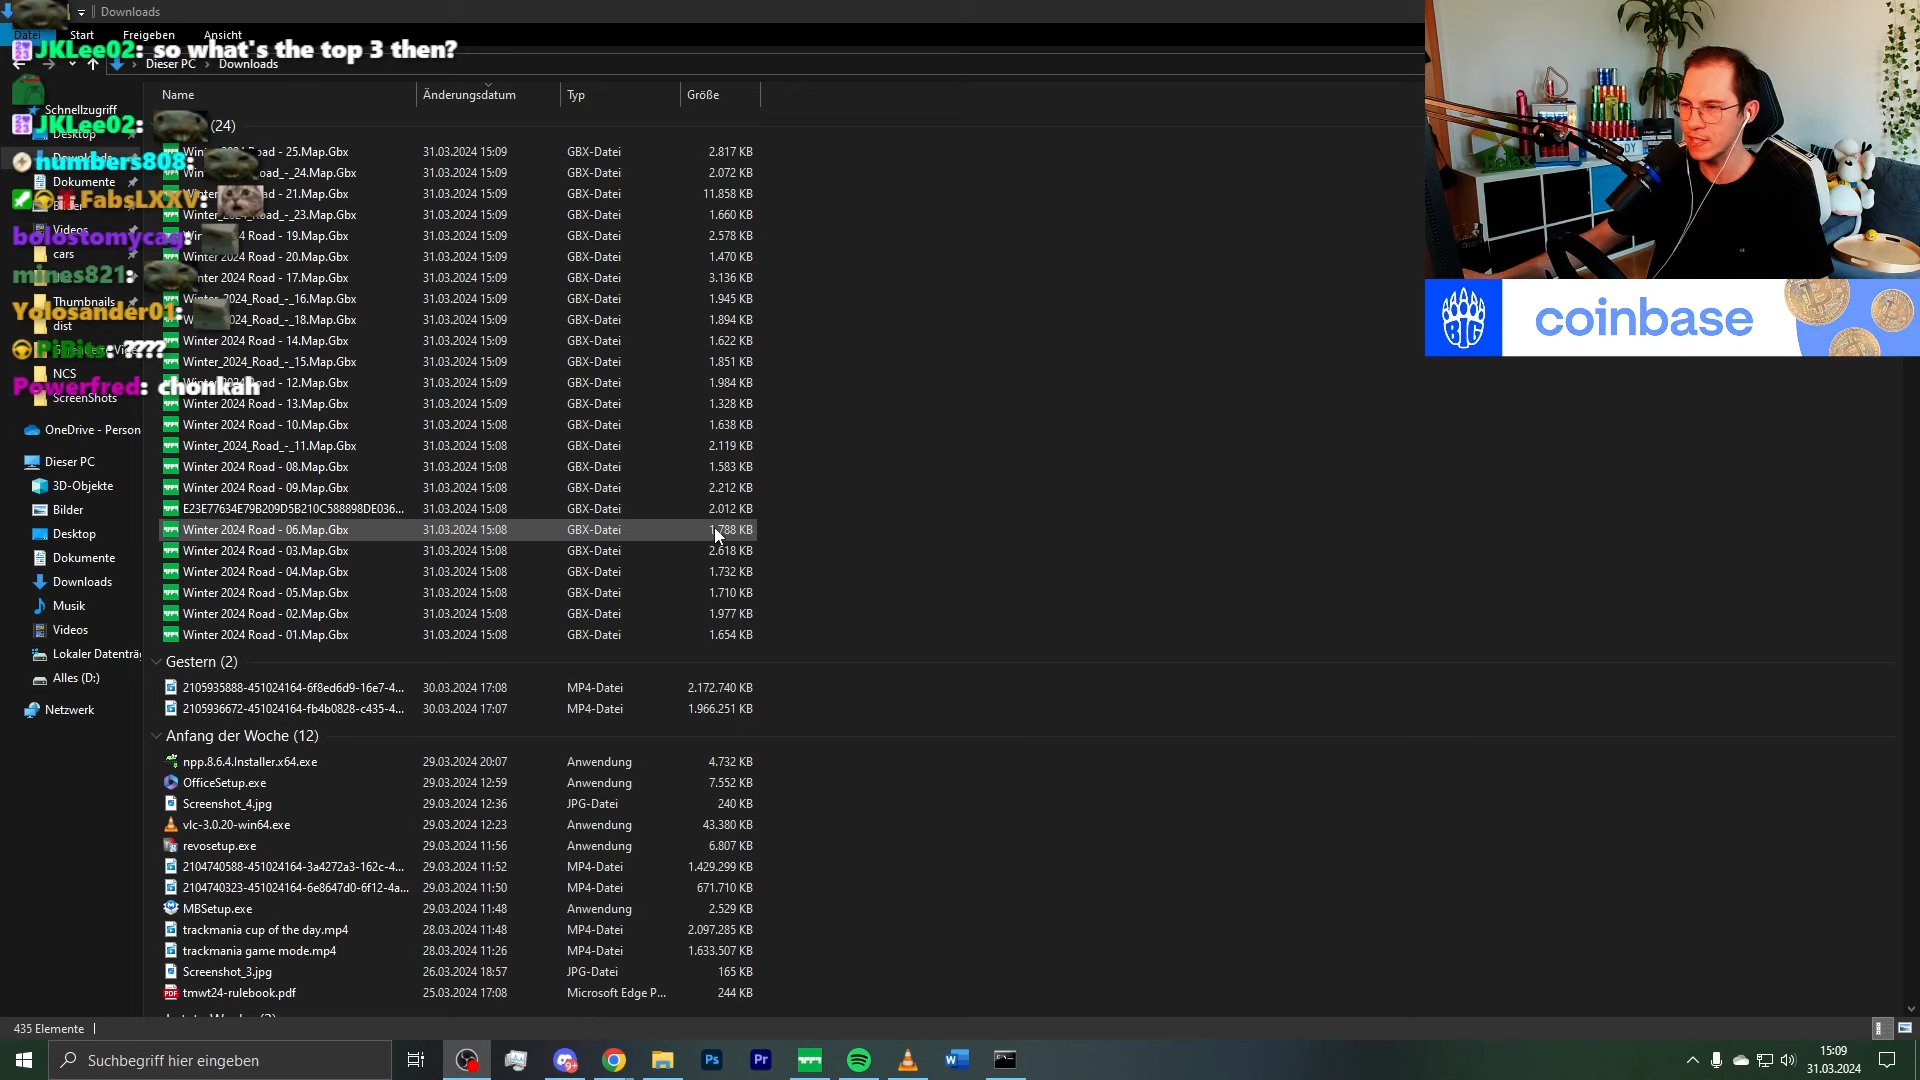 Downloads
Datei Start Freigeben Ansicht
JKLee02: so what's the top 3 then?
Dieser PC > Downloads
Name Änderungsdatum Typ Größe
Schnellzugriff
JKLee02: (24)
Desktop
Road - 25.Map.Gbx 31.03.2024 15:09 GBX-Datei 2.817 KB
numbers808:
Road_-_24.Map.Gbx 31.03.2024 15:09 GBX-Datei 2.072 KB
Dokumente
Road - 21.Map.Gbx 31.03.2024 15:09 GBX-Datei 11.858 KB
FabsLXXV:
Road_-_23.Map.Gbx 31.03.2024 15:09 GBX-Datei 1.660 KB
Videos
Road - 19.Map.Gbx 31.03.2024 15:09 GBX-Datei 2.578 KB
bolostomycag:
cars
Road - 20.Map.Gbx 31.03.2024 15:09 GBX-Datei 1.470 KB
mines821:
Road - 17.Map.Gbx 31.03.2024 15:09 GBX-Datei 3.136 KB
Thumbnails
Winter_2024_Road_-_16.Map.Gbx 31.03.2024 15:09 GBX-Datei 1.945 KB
Yolosander01:
dist
Road_-_18.Map.Gbx 31.03.2024 15:09 GBX-Datei 1.894 KB
Winter 2024 Road - 14.Map.Gbx 31.03.2024 15:09 GBX-Datei 1.622 KB
PiBits: ????
Winter_2024_Road_-_15.Map.Gbx 31.03.2024 15:09 GBX-Datei 1.851 KB
NCS
Winter 2024 Road - 12.Map.Gbx 31.03.2024 15:09 GBX-Datei 1.984 KB
Powerfred: chonkah
ScreenShots
Winter 2024 Road - 13.Map.Gbx 31.03.2024 15:09 GBX-Datei 1.328 KB
Winter 2024 Road - 10.Map.Gbx 31.03.2024 15:08 GBX-Datei 1.638 KB
OneDrive - Person
Winter_2024_Road_-_11.Map.Gbx 31.03.2024 15:08 GBX-Datei 2.119 KB
Dieser PC
Winter 2024 Road - 08.Map.Gbx 31.03.2024 15:08 GBX-Datei 1.583 KB
3D-Objekte
Winter 2024 Road - 09.Map.Gbx 31.03.2024 15:08 GBX-Datei 2.212 KB
Bilder
E23E77634E79B209D5B210C588898DE036... 31.03.2024 15:08 GBX-Datei 2.012 KB
Desktop
Winter 2024 Road - 06.Map.Gbx 31.03.2024 15:08 GBX-Datei 1.788 KB
Dokumente
Winter 2024 Road - 03.Map.Gbx 31.03.2024 15:08 GBX-Datei 2.618 KB
Downloads
Winter 2024 Road - 04.Map.Gbx 31.03.2024 15:08 GBX-Datei 1.732 KB
Musik
Winter 2024 Road - 05.Map.Gbx 31.03.2024 15:08 GBX-Datei 1.710 KB
Videos
Winter 2024 Road - 02.Map.Gbx 31.03.2024 15:08 GBX-Datei 1.977 KB
Winter 2024 Road - 01.Map.Gbx 31.03.2024 15:08 GBX-Datei 1.654 KB
Lokaler Datenträ
Gestern (2)
Alles (D:)
2105935888-451024164-6f8ed6d9-16e7-4... 30.03.2024 17:08 MP4-Datei 2.172.740 KB
Netzwerk
2105936672-451024164-fb4b0828-c435-4... 30.03.2024 17:07 MP4-Datei 1.966.251 KB
Anfang der Woche (12)
npp.8.6.4.Installer.x64.exe 29.03.2024 20:07 Anwendung 4.732 KB
OfficeSetup.exe 29.03.2024 12:59 Anwendung 7.552 KB
Screenshot_4.jpg 29.03.2024 12:36 JPG-Datei 240 KB
vlc-3.0.20-win64.exe 29.03.2024 12:23 Anwendung 43.380 KB
revosetup.exe 29.03.2024 11:56 Anwendung 6.807 KB
2104740588-451024164-3a4272a3-162c-4... 29.03.2024 11:52 MP4-Datei 1.429.299 KB
2104740323-451024164-6e8647d0-6f12-4a... 29.03.2024 11:50 MP4-Datei 671.710 KB
MBSetup.exe 29.03.2024 11:48 Anwendung 2.529 KB
trackmania cup of the day.mp4 28.03.2024 11:48 MP4-Datei 2.097.285 KB
trackmania game mode.mp4 28.03.2024 11:26 MP4-Datei 1.633.507 KB
Screenshot_3.jpg 26.03.2024 18:57 JPG-Datei 165 KB
tmwt24-rulebook.pdf 25.03.2024 17:08 Microsoft Edge P... 244 KB
435 Elemente
Suchbegriff hier eingeben
15:09
31.03.2024
Relax
BIG
coinbase